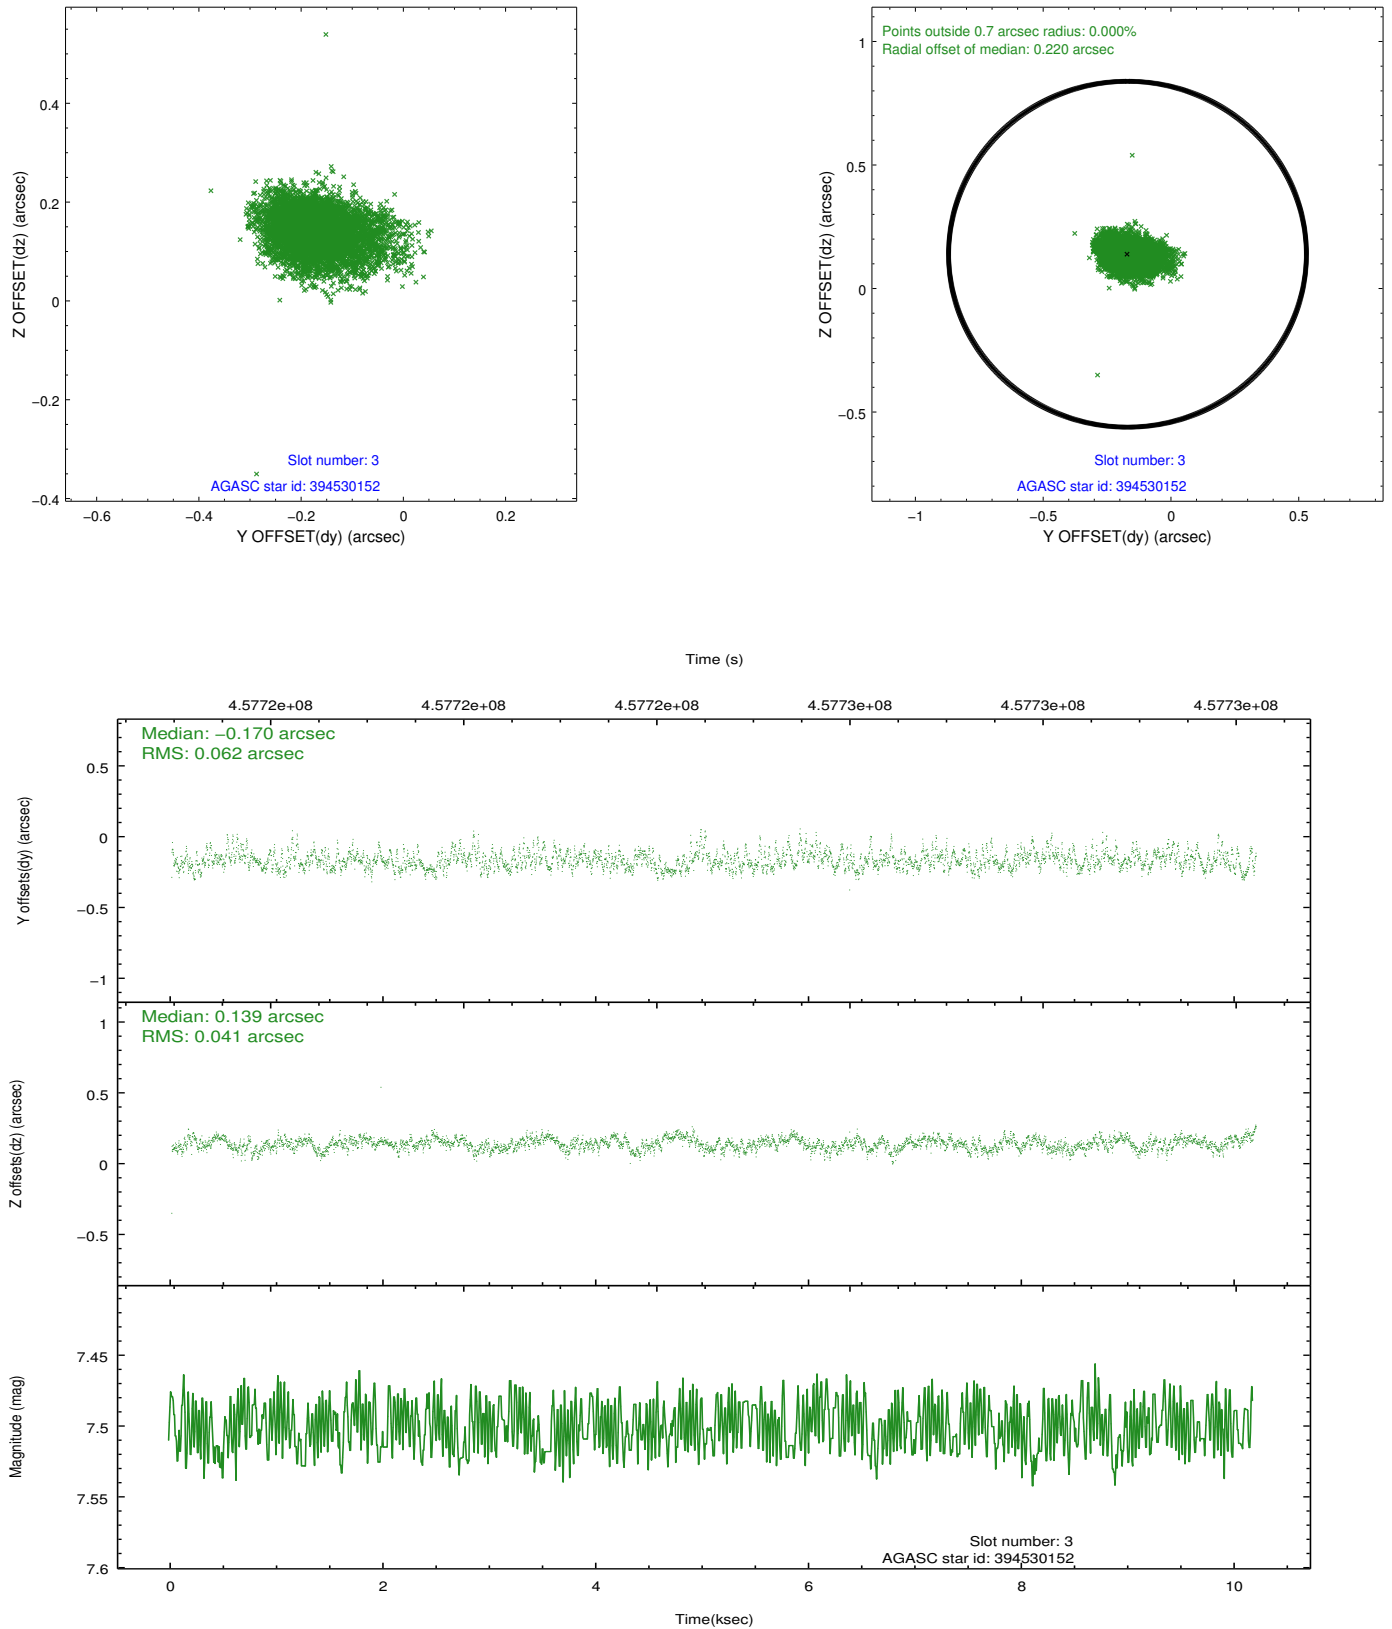 0.4
0.2
0
−0.2
−0.4
Z OFFSET(dz) (arcsec)
Slot number: 3
AGASC star id: 394530152
−0.6 −0.4 −0.2 0 0.2
Y OFFSET(dy) (arcsec)
Points outside 0.7 arcsec radius: 0.000%
Radial offset of median: 0.220 arcsec
1
0.5
0
−0.5
Z OFFSET(dz) (arcsec)
Slot number: 3
AGASC star id: 394530152
−1 −0.5 0 0.5
Y OFFSET(dy) (arcsec)
Time (s)
4.5772e+08 4.5772e+08 4.5772e+08 4.5773e+08 4.5773e+08 4.5773e+08
Median: −0.170 arcsec
RMS: 0.062 arcsec
0.5
0
−0.5
−1
Y offsets(dy) (arcsec)
Median: 0.139 arcsec
RMS: 0.041 arcsec
1
0.5
0
−0.5
Z offsets(dz) (arcsec)
7.45
7.5
7.55
7.6
Magnitude (mag)
Slot number: 3
AGASC star id: 394530152
0 2 4 6 8 10
Time(ksec)